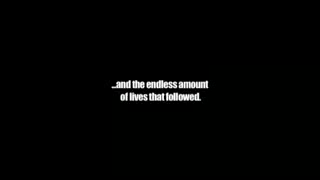 ...and the endless amount
of lives that followed.